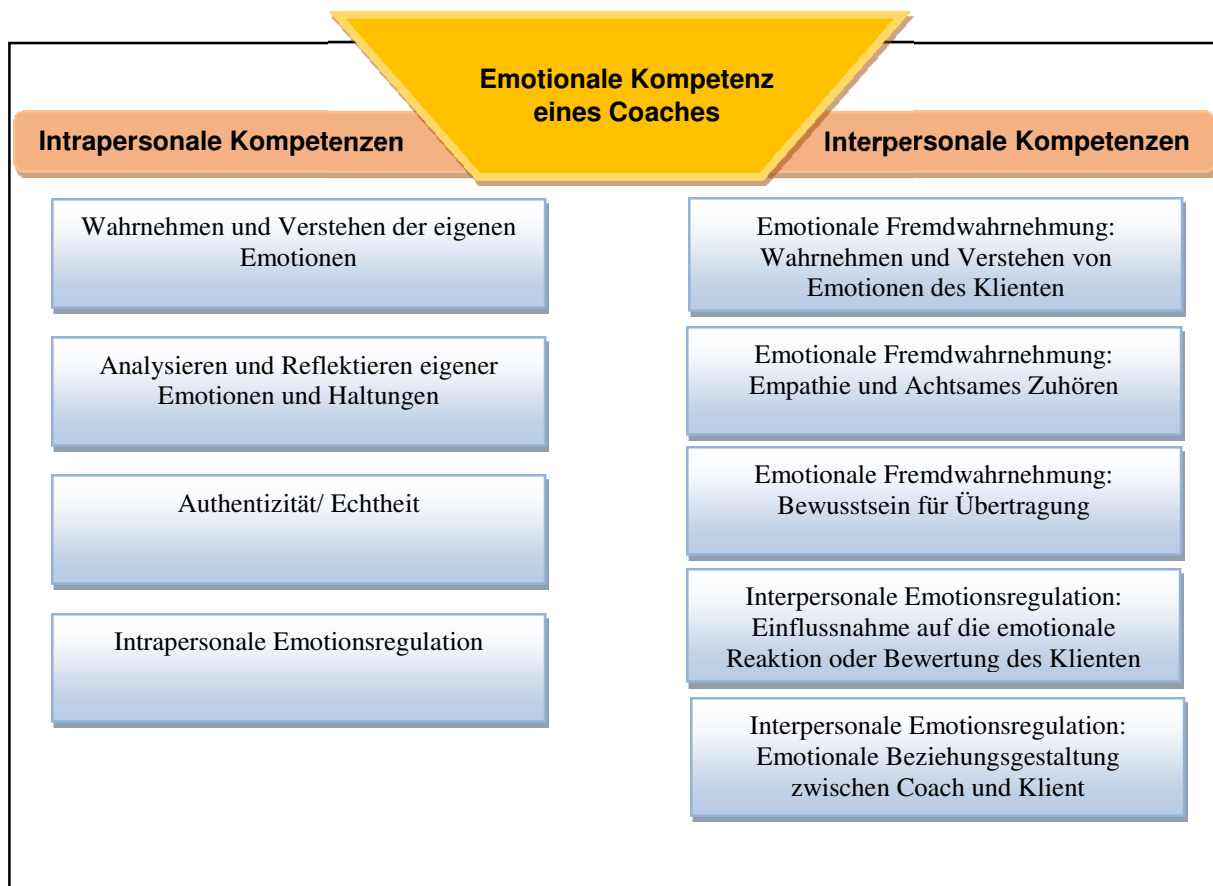 Emotionale Kompetenz
eines Coaches
Intrapersonale Kompetenzen
Interpersonale Kompetenzen
Wahrnehmen und Verstehen der eigenen
Emotionen
Analysieren und Reflektieren eigener
Emotionen und Haltungen
Authentizität/ Echtheit
Intrapersonale Emotionsregulation
Emotionale Fremdwahrnehmung:
Wahrnehmen und Verstehen von
Emotionen des Klienten
Emotionale Fremdwahrnehmung:
Empathie und Achtsames Zuhören
Emotionale Fremdwahrnehmung:
Bewusstsein für Übertragung
Interpersonale Emotionsregulation:
Einflussnahme auf die emotionale
Reaktion oder Bewertung des Klienten
Interpersonale Emotionsregulation:
Emotionale Beziehungsgestaltung
zwischen Coach und Klient